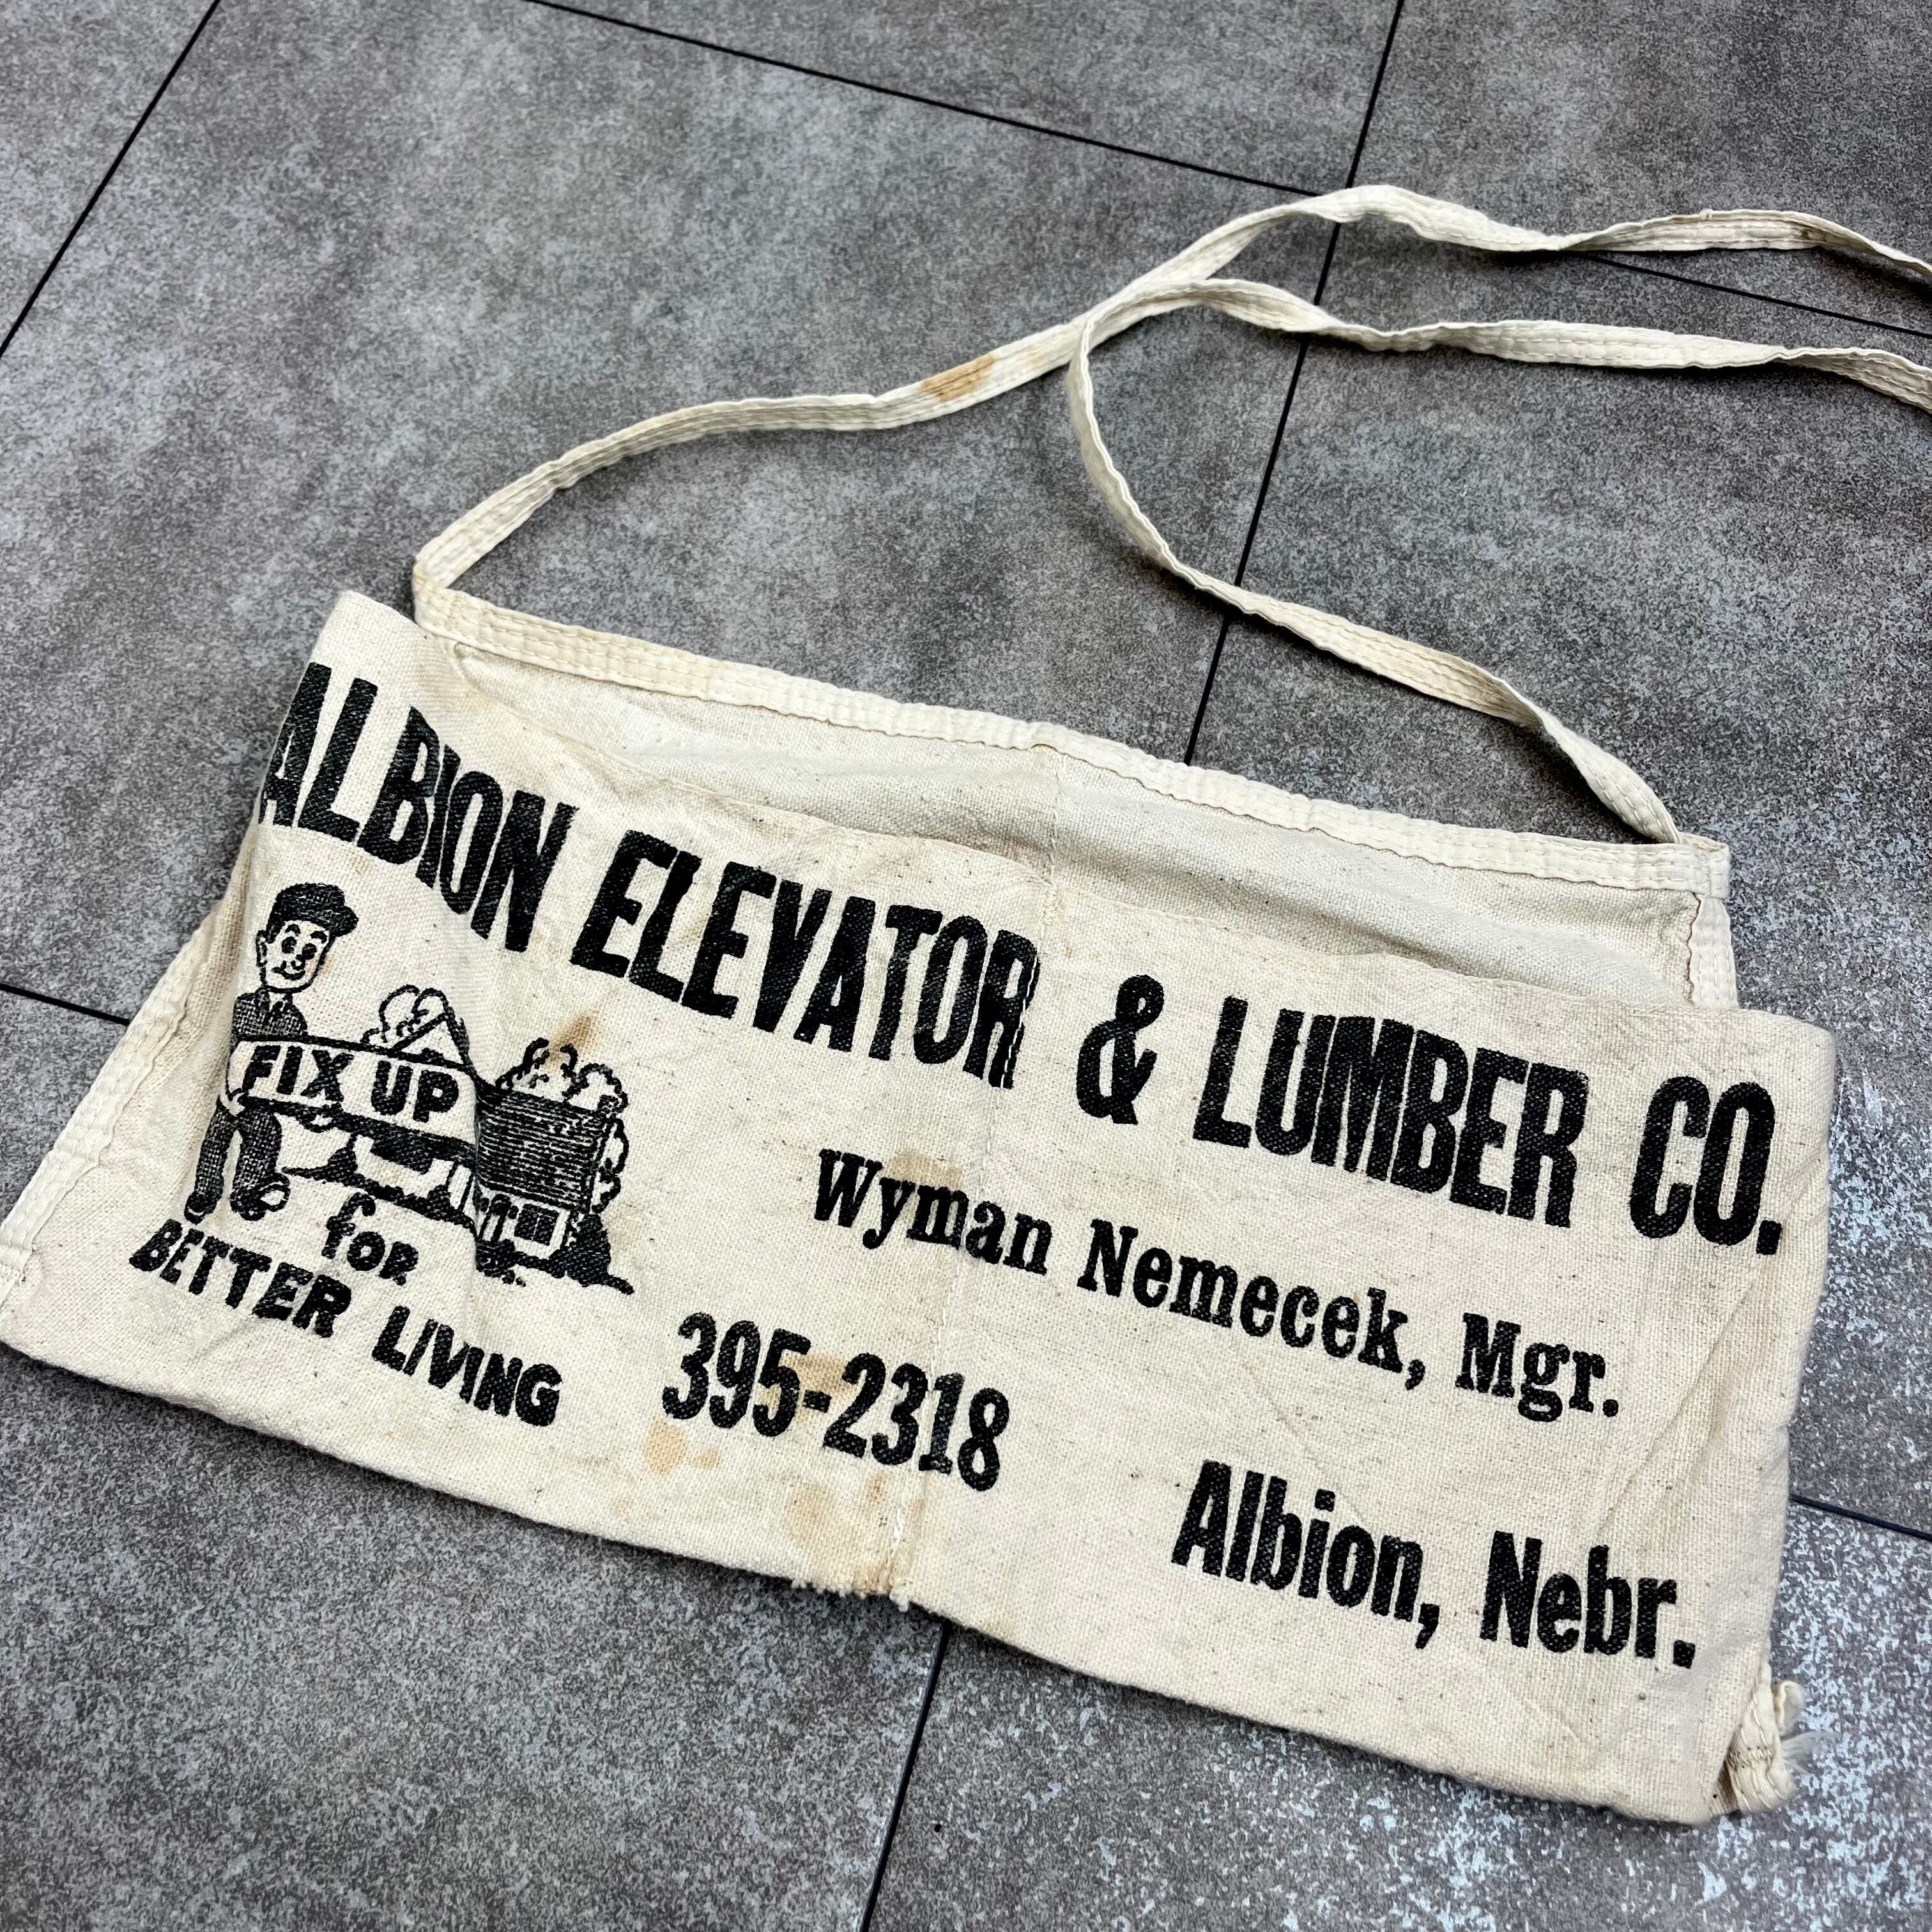 ALBION ELEVATOR & LUMBER CO.
FIX UP
for
BETTER LIVING
Wyman Nemecek, Mgr.
395-2318
Albion, Nebr.